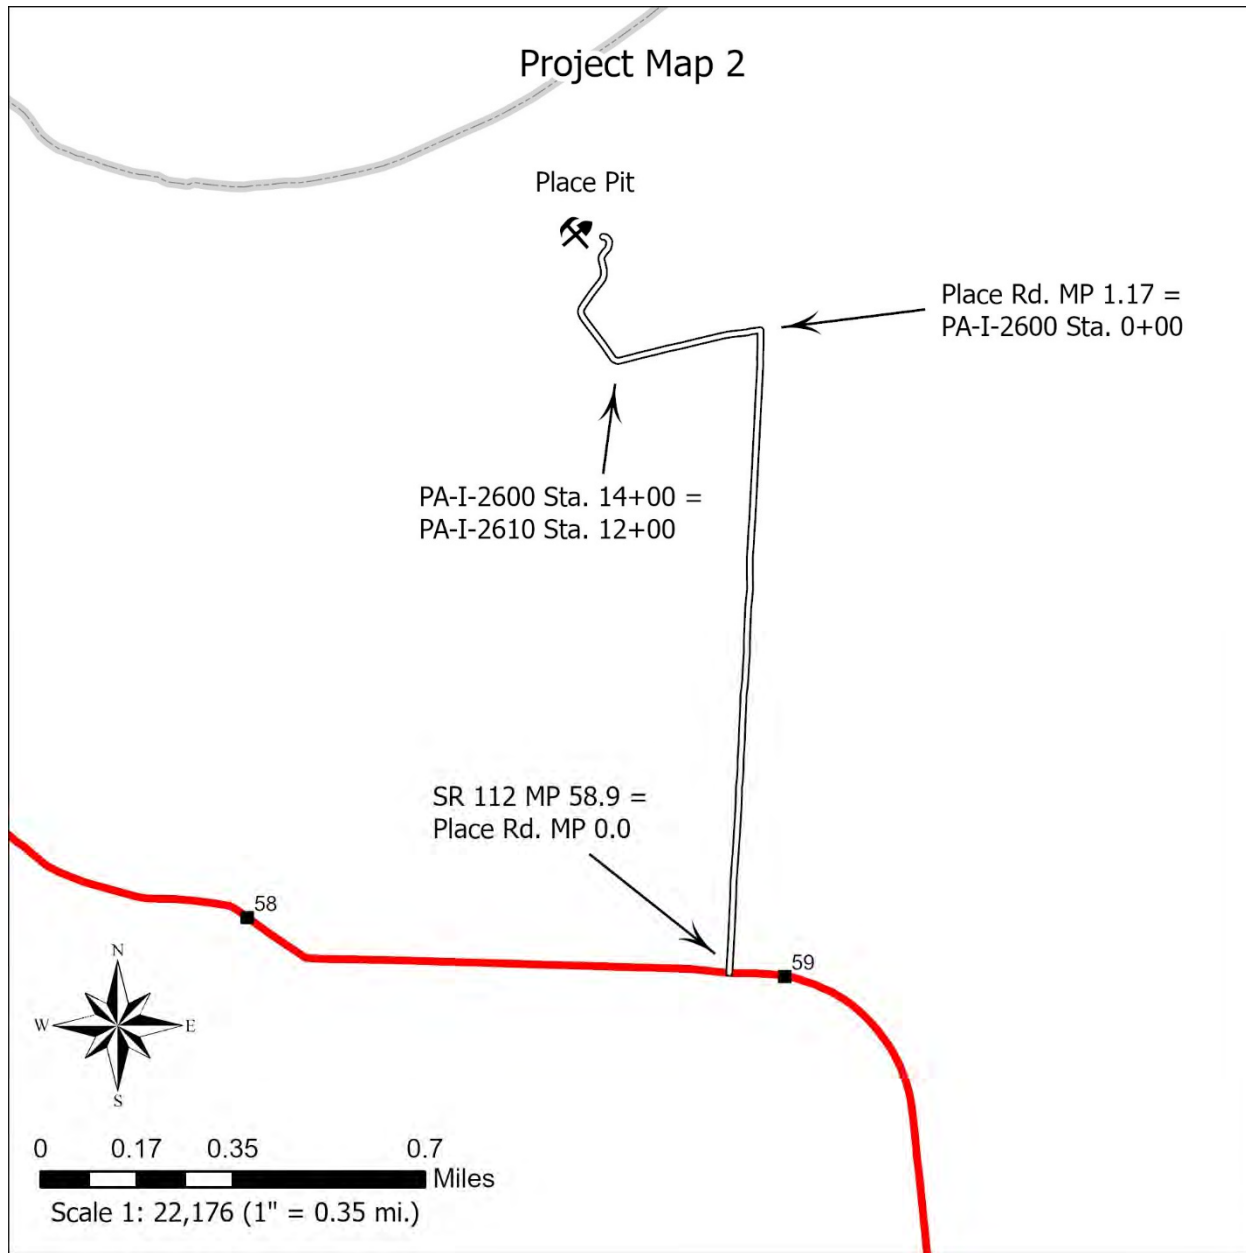 Project Map 2
Place Pit
Place Rd. MP 1.17 =
PA-I-2600 Sta. 0+00
PA-I-2600 Sta. 14+00 =
PA-I-2610 Sta. 12+00
SR 112 MP 58.9 =
Place Rd. MP 0.0
58
59
N
W
E
S
0 0.17 0.35 0.7
Miles
Scale 1: 22,176 (1" = 0.35 mi.)